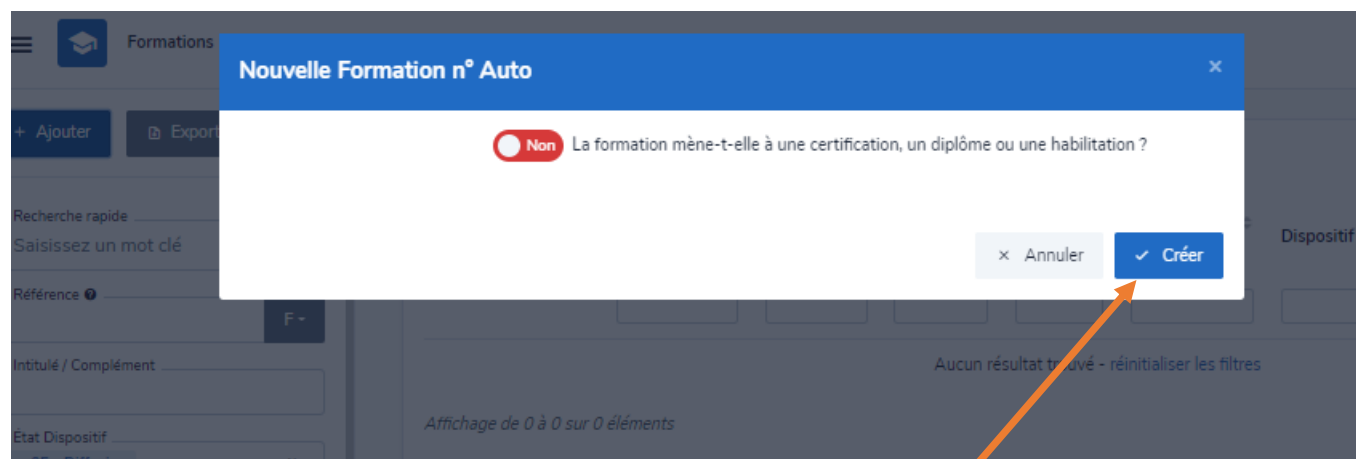 Formations
Nouvelle Formation n° Auto
×
+ Ajouter
Export
Non La formation mène-t-elle à une certification, un diplôme ou une habilitation ?
Recherche rapide
Saisissez un mot clé
Dispositif
× Annuler
✓ Créer
Référence
F
Intitulé / Complément
Aucun résultat trouvé - réinitialiser les filtres
Affichage de 0 à 0 sur 0 éléments
État Dispositif